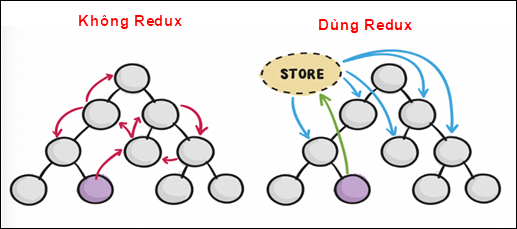 Không Redux
Dùng Redux
STORE